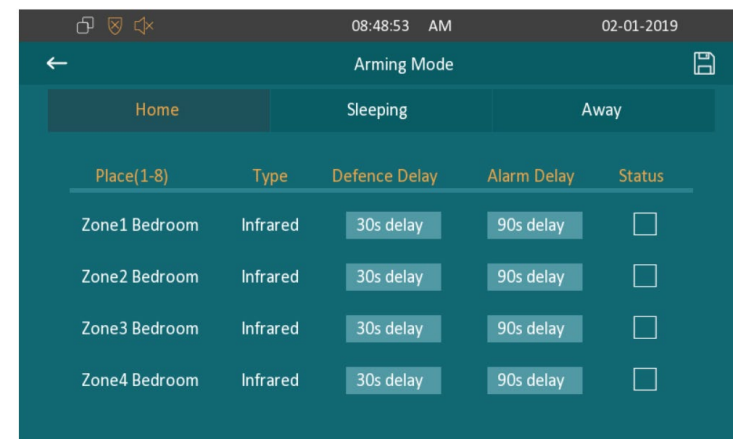 08:48:53 AM 02-01-2019
Arming Mode
Home Sleeping Away
Place(1-8) Type Defence Delay Alarm Delay Status
Zone1 Bedroom Infrared 30s delay 90s delay
Zone2 Bedroom Infrared 30s delay 90s delay
Zone3 Bedroom Infrared 30s delay 90s delay
Zone4 Bedroom Infrared 30s delay 90s delay